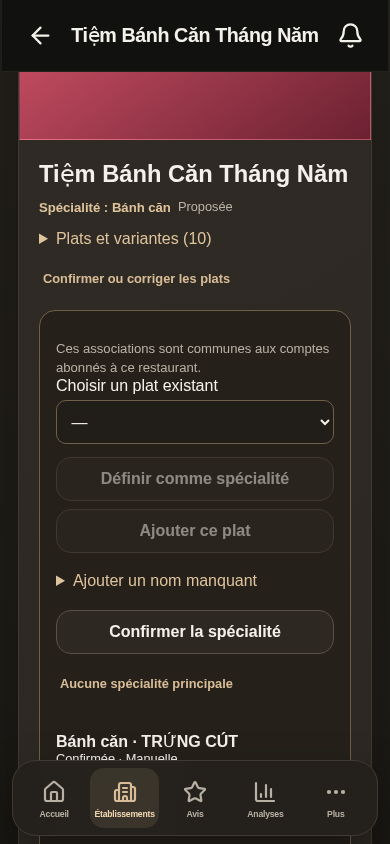 Tiệm Bánh Căn Tháng Năm
Tiệm Bánh Căn Tháng Năm
Spécialité : Bánh căn Proposée
Plats et variantes (10)
Confirmer ou corriger les plats
Ces associations sont communes aux comptes
abonnés à ce restaurant.
Choisir un plat existant
—
Définir comme spécialité
Ajouter ce plat
Ajouter un nom manquant
Confirmer la spécialité
Aucune spécialité principale
Bánh căn · TRỨNG CÚT
Confirmée · Manuelle
Accueil
Établissements
Avis
Analyses
Plus